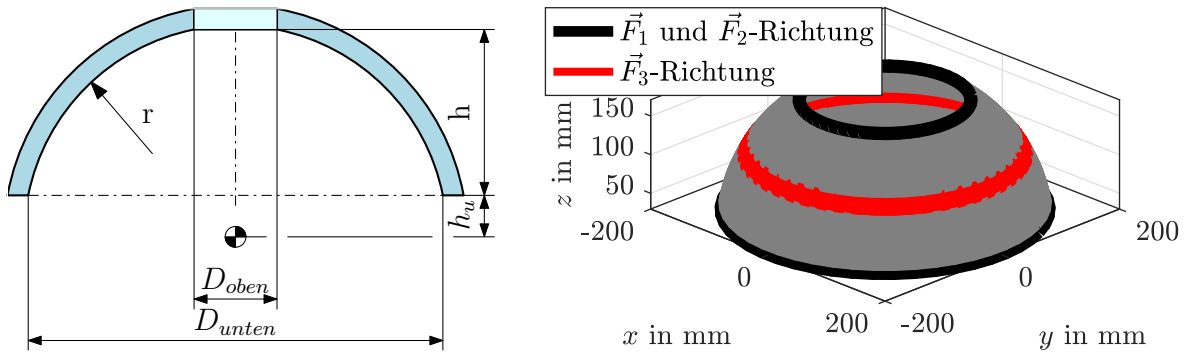 r
h
h_u
D_oben
D_unten
F⃗_1 und F⃗_2-Richtung
F⃗_3-Richtung
150
100
50
z in mm
-200
0
200
x in mm
-200
0
200
y in mm